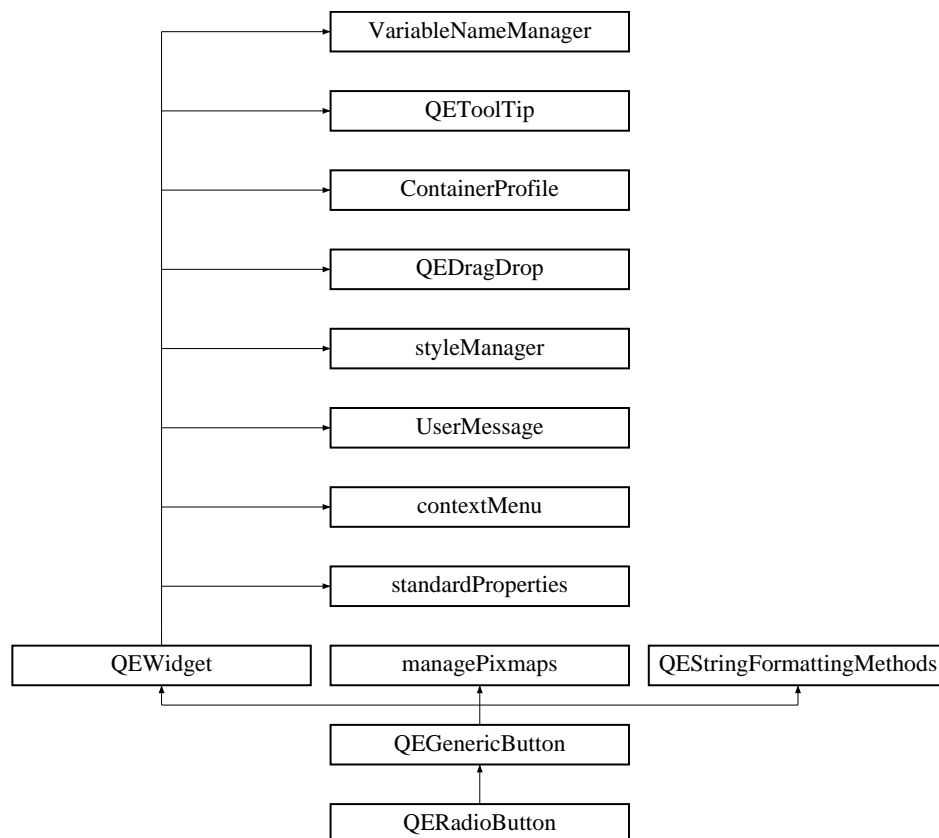 VariableNameManager
QEToolTip
ContainerProfile
QEDragDrop
styleManager
UserMessage
contextMenu
standardProperties
QEWidget
managePixmaps
QEStringFormattingMethods
QEGenericButton
QERadioButton